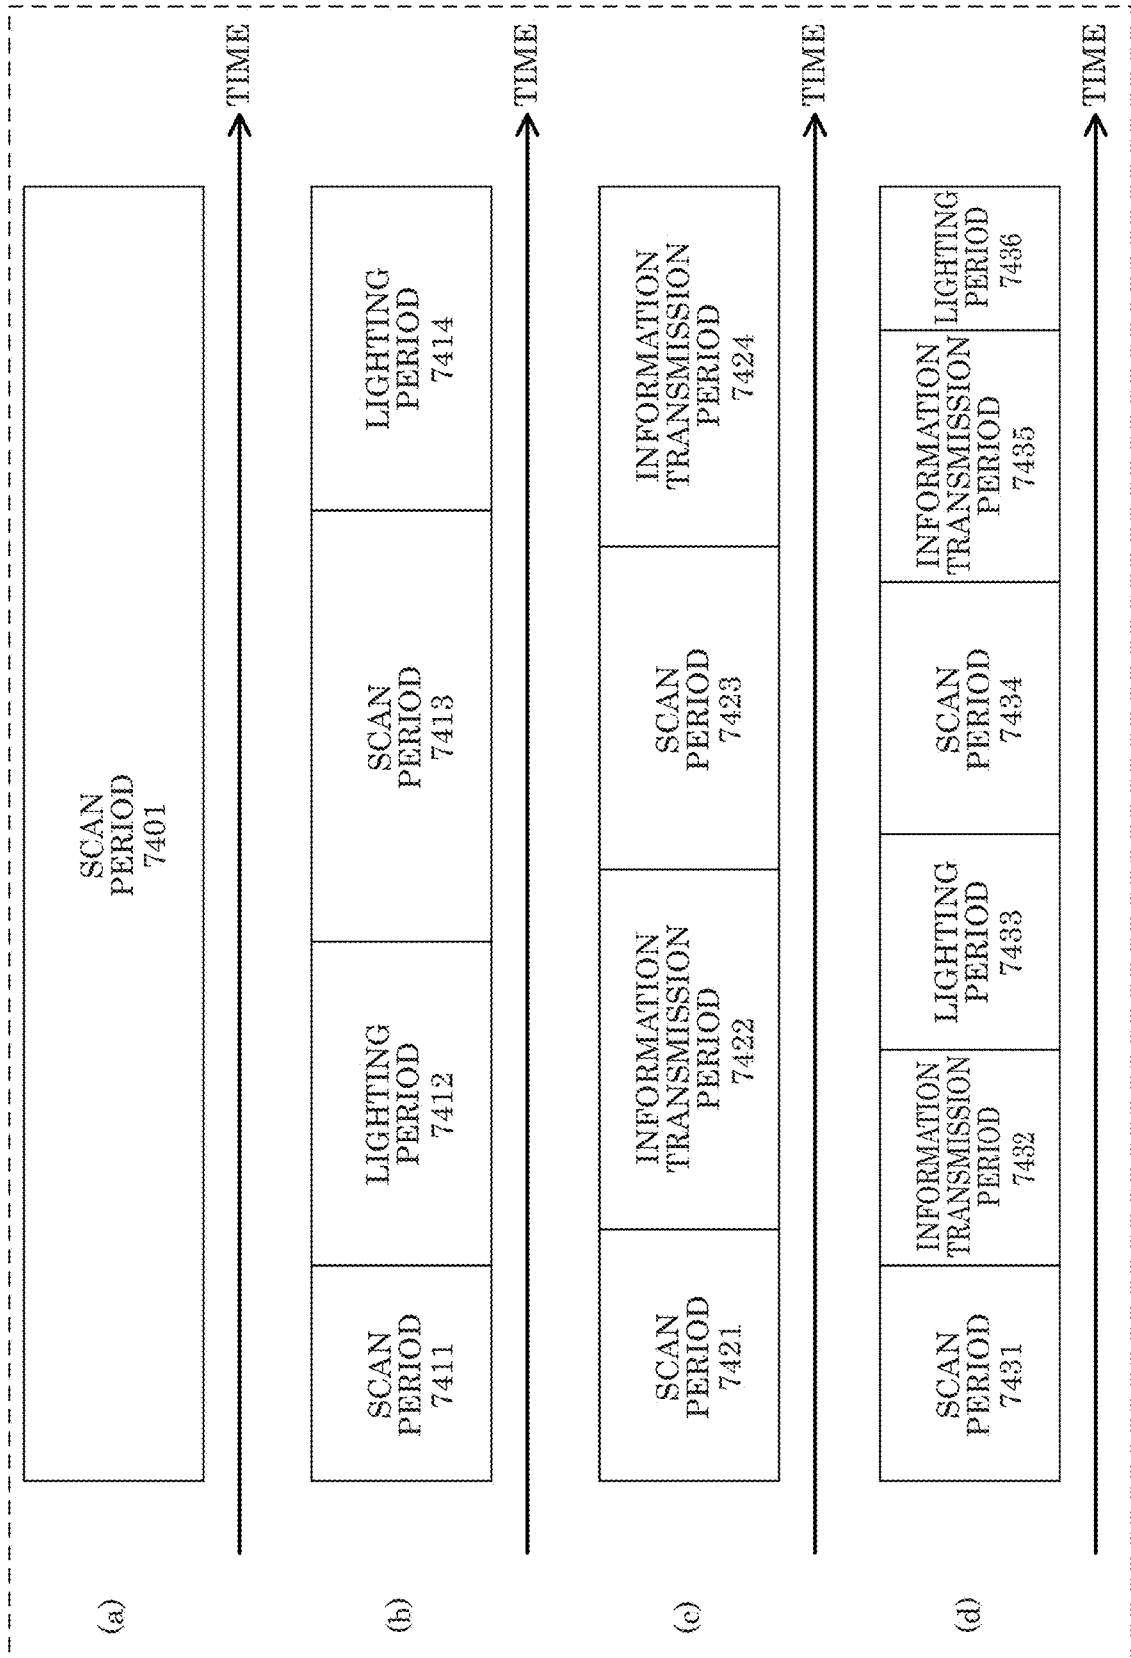 (a)
SCAN
PERIOD
7401
TIME
(b)
SCAN
PERIOD
7411
LIGHTING
PERIOD
7412
SCAN
PERIOD
7413
LIGHTING
PERIOD
7414
TIME
(c)
SCAN
PERIOD
7421
INFORMATION
TRANSMISSION
PERIOD
7422
SCAN
PERIOD
7423
INFORMATION
TRANSMISSION
PERIOD
7424
TIME
(d)
SCAN
PERIOD
7431
INFORMATION
TRANSMISSION
PERIOD
7432
LIGHTING
PERIOD
7433
SCAN
PERIOD
7434
INFORMATION
TRANSMISSION
PERIOD
7435
LIGHTING
PERIOD
7436
TIME